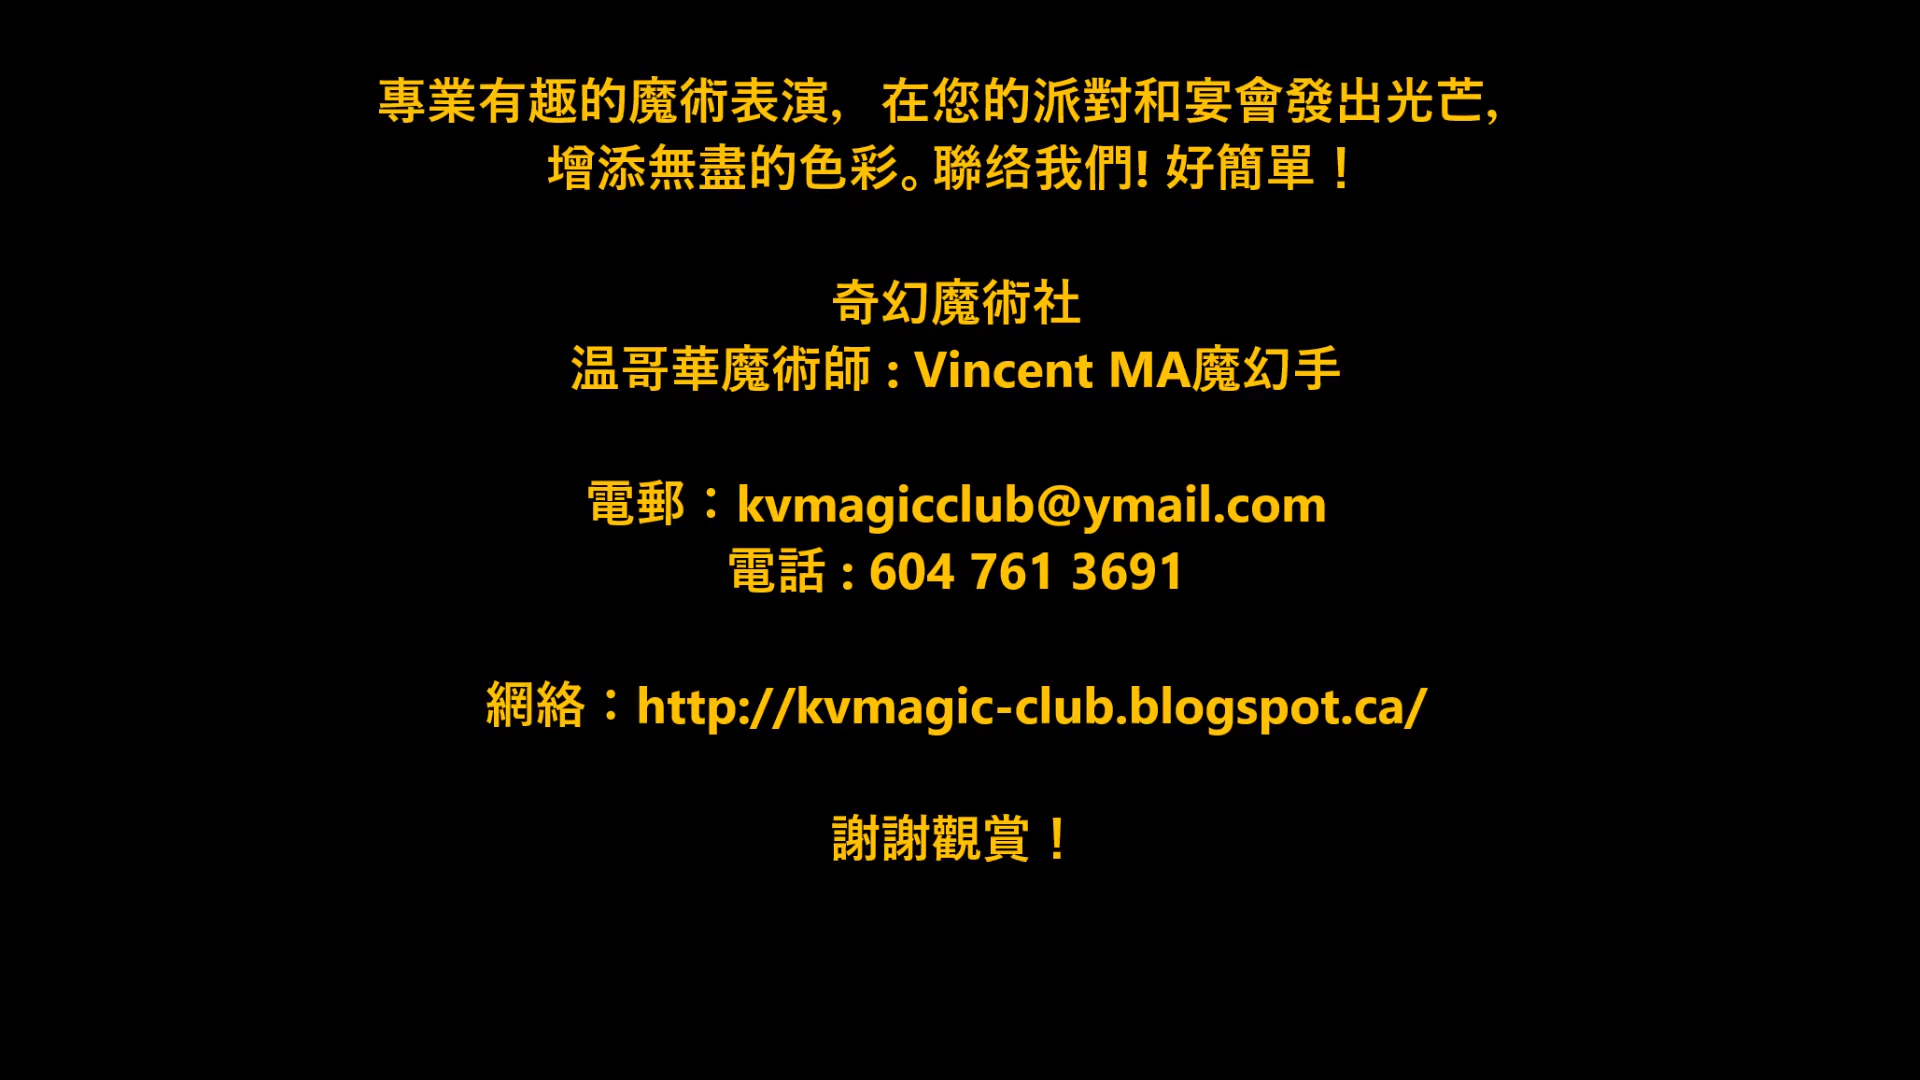 專業有趣的魔術表演, 在您的派對和宴會發出光芒,
增添無盡的色彩。聯络我們! 好簡單！
奇幻魔術社
温哥華魔術師 : Vincent MA魔幻手
電郵：kvmagicclub@ymail.com
電話 : 604 761 3691
網絡：http://kvmagic-club.blogspot.ca/
謝謝觀賞！